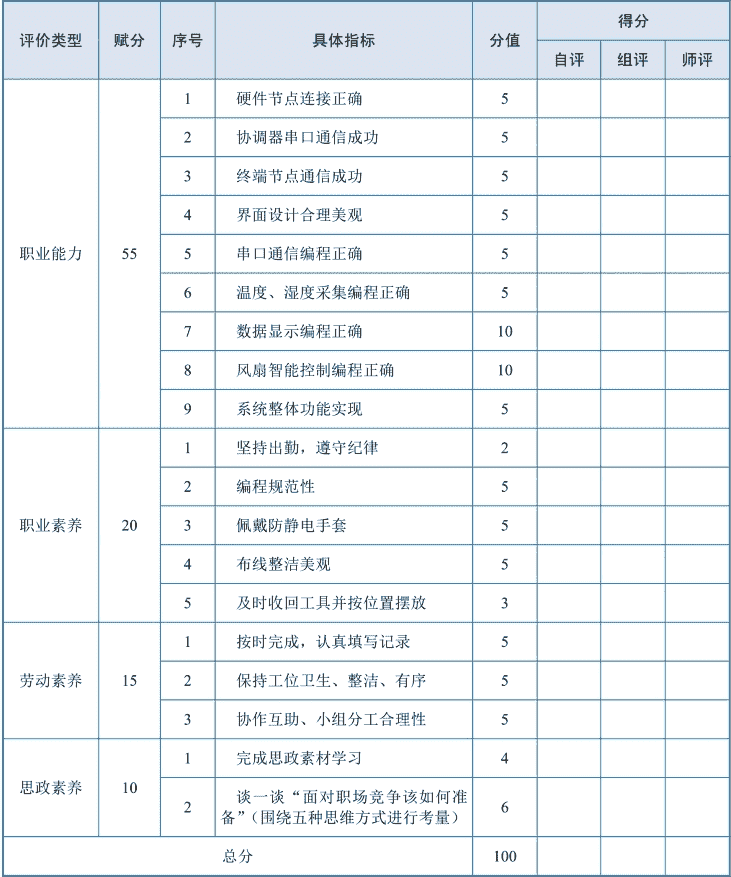 评价类型 赋分 序号 具体指标 分值 得分
自评 组评 师评
职业能力 55
1 硬件节点连接正确 5
2 协调器串口通信成功 5
3 终端节点通信成功 5
4 界面设计合理美观 5
5 串口通信编程正确 5
6 温度、湿度采集编程正确 5
7 数据显示编程正确 10
8 风扇智能控制编程正确 10
9 系统整体功能实现 5
职业素养 20
1 坚持出勤，遵守纪律 2
2 编程规范性 5
3 佩戴防静电手套 5
4 布线整洁美观 5
5 及时收回工具并按位置摆放 3
劳动素养 15
1 按时完成，认真填写记录 5
2 保持工位卫生、整洁、有序 5
3 协作互助、小组分工合理性 5
思政素养 10
1 完成思政素材学习 4
2 谈一谈“面对职场竞争该如何准
备”（围绕五种思维方式进行考量） 6
总分 100